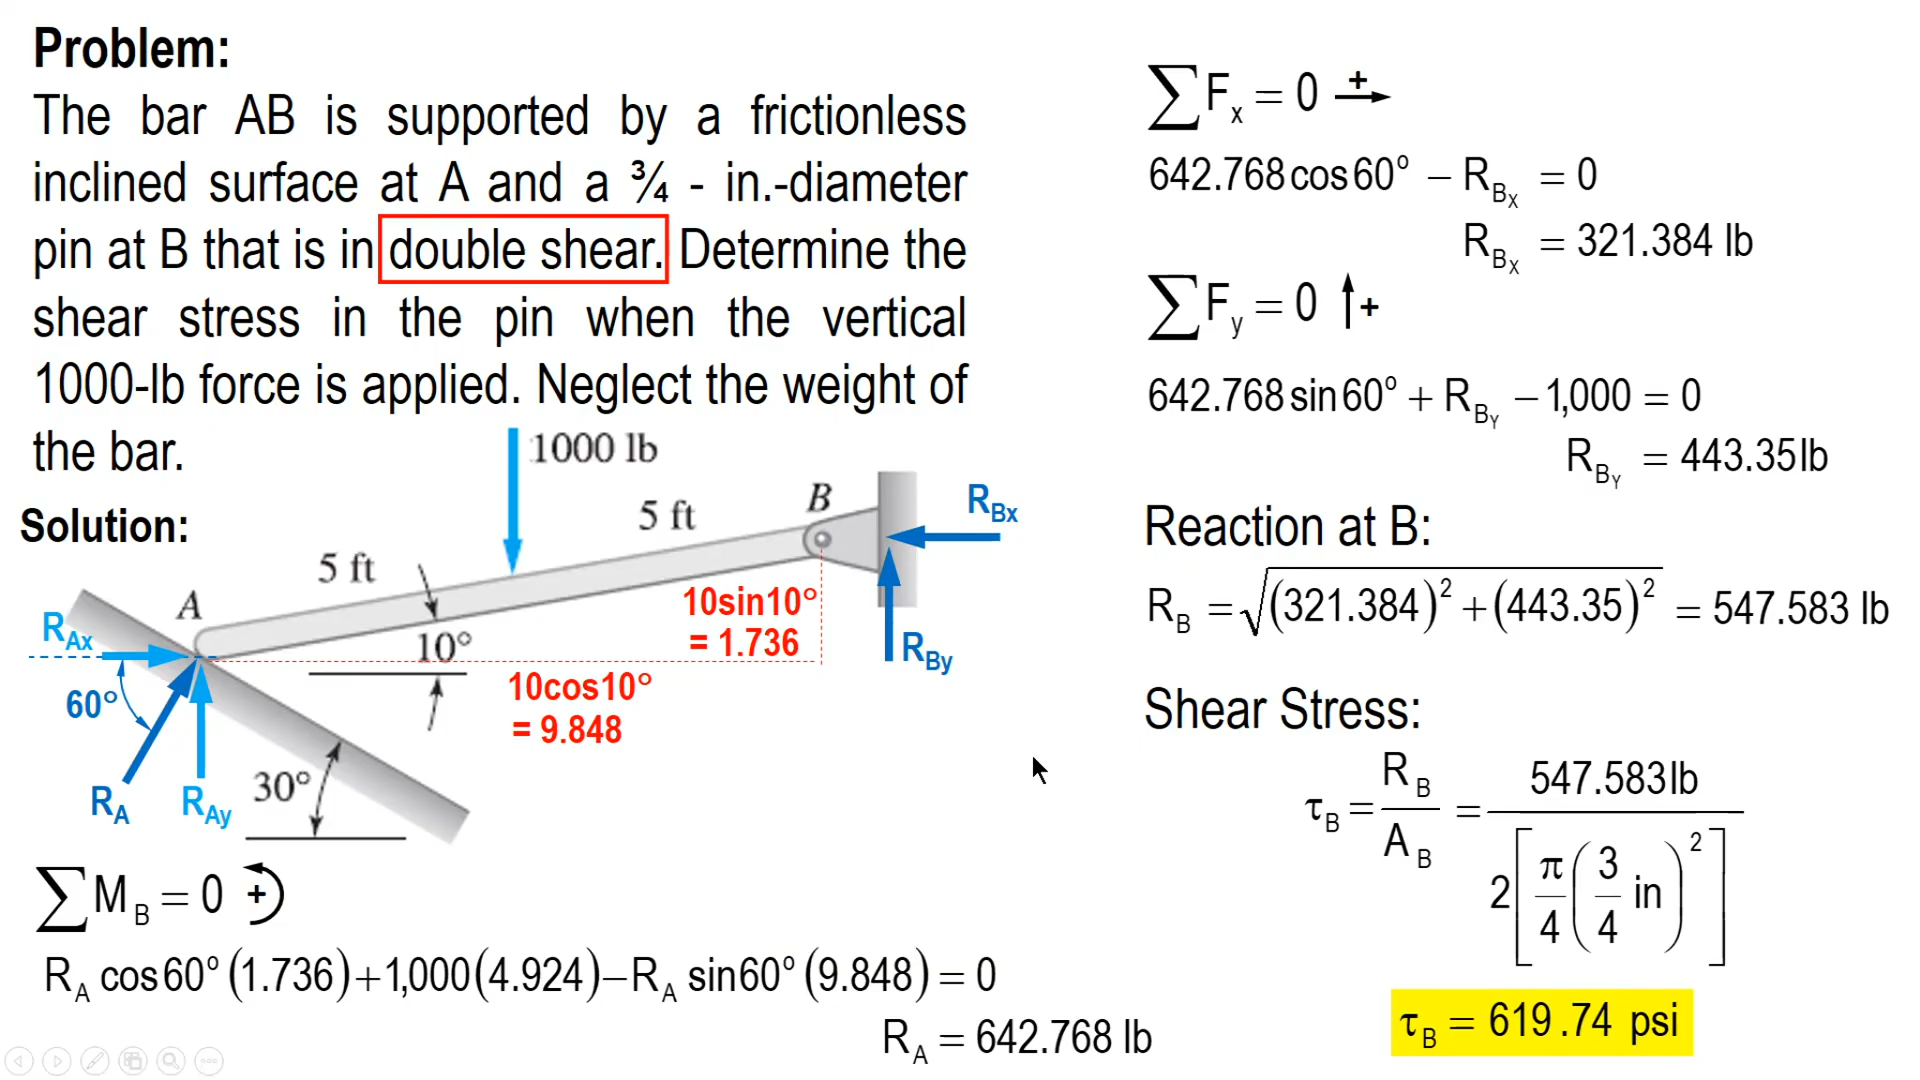 Problem:
The bar AB is supported by a frictionless
inclined surface at A and a ¾ - in.-diameter
pin at B that is in double shear. Determine the
shear stress in the pin when the vertical
1000-lb force is applied. Neglect the weight of
the bar.
Solution:
1000 lb
B
5 ft
R_Bx
5 ft
A
10sin10°
= 1.736
R_Ax
10°
R_By
10cos10°
= 9.848
60°
30°
R_A
R_Ay
∑M_B = 0 +
R_A cos60° (1.736) + 1,000(4.924) − R_A sin60° (9.848) = 0
R_A = 642.768 lb
∑F_x = 0 +
642.768 cos60° − R_Bx = 0
R_Bx = 321.384 lb
∑F_y = 0 +
642.768 sin60° + R_BY − 1,000 = 0
R_BY = 443.35 lb
Reaction at B:
R_B = √((321.384)² + (443.35)²) = 547.583 lb
Shear Stress:
τ_B = R_B / A_B = 547.583 lb / 2[π/4 (3/4 in)²]
τ_B = 619.74 psi